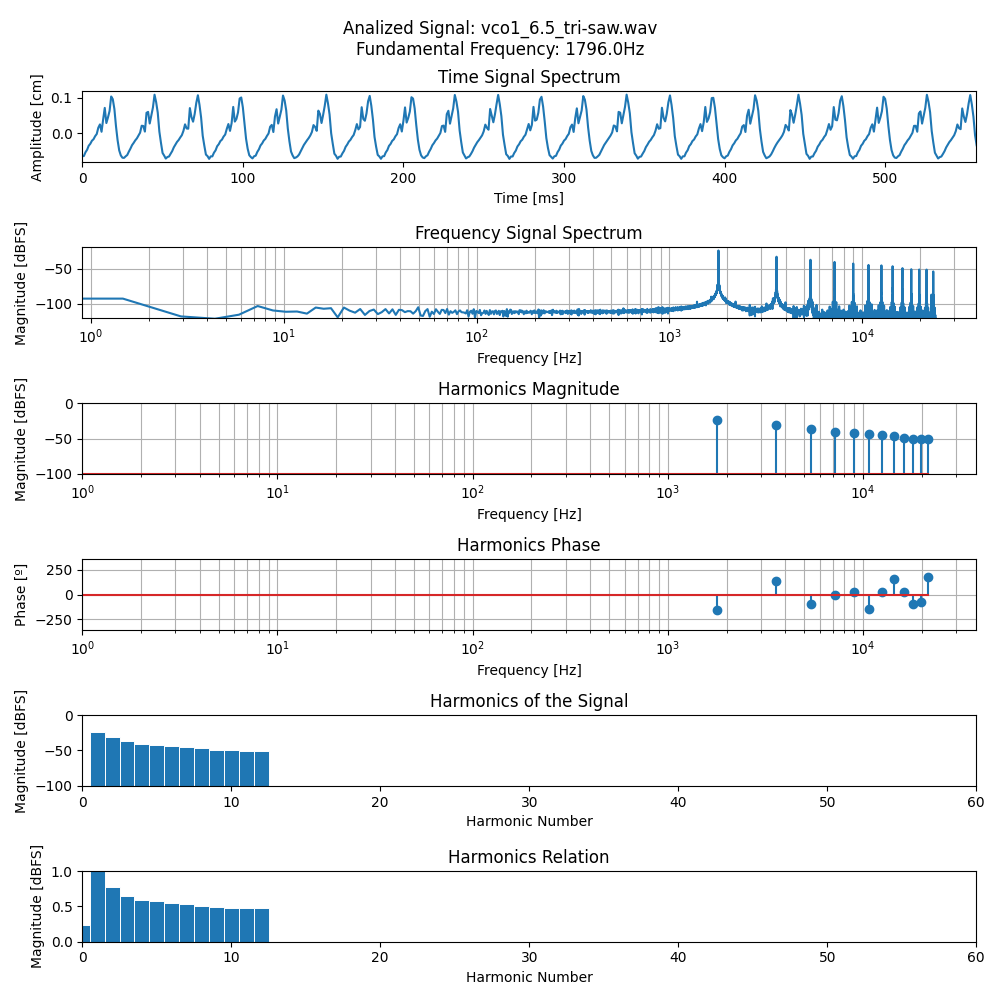 Analized Signal: vco1_6.5_tri-saw.wav
Fundamental Frequency: 1796.0Hz
Time Signal Spectrum
Amplitude [cm]
0.1
0.0
0 100 200 300 400 500
Time [ms]
Frequency Signal Spectrum
Magnitude [dBFS]
−50
−100
10^0 10^1 10^2 10^3 10^4
Frequency [Hz]
Harmonics Magnitude
Magnitude [dBFS]
0
−50
−100
10^0 10^1 10^2 10^3 10^4
Frequency [Hz]
Harmonics Phase
Phase [º]
250
0
−250
10^0 10^1 10^2 10^3 10^4
Frequency [Hz]
Harmonics of the Signal
Magnitude [dBFS]
0
−50
−100
0 10 20 30 40 50 60
Harmonic Number
Harmonics Relation
Magnitude [dBFS]
1.0
0.5
0.0
0 10 20 30 40 50 60
Harmonic Number